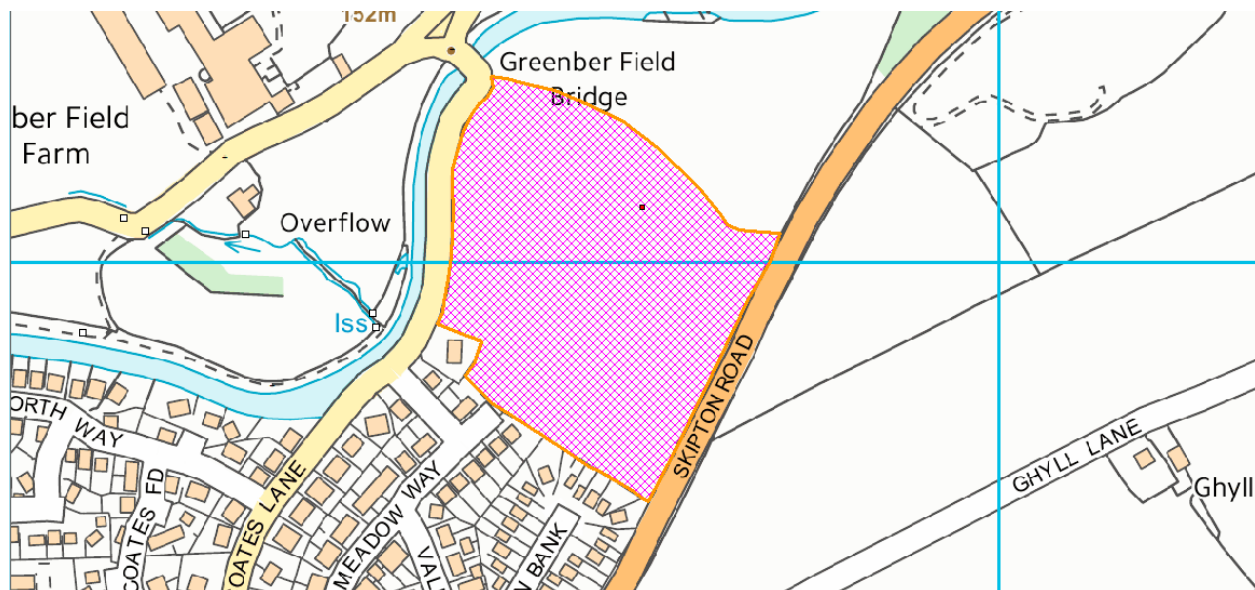 152m
Greenber Field
Bridge
ber Field
Farm
Overflow
Iss
SKIPTON ROAD
ORTH WAY
COATES FD
OATES LANE
MEADOW WAY
VAL
N BANK
GHYLL LANE
Ghyll